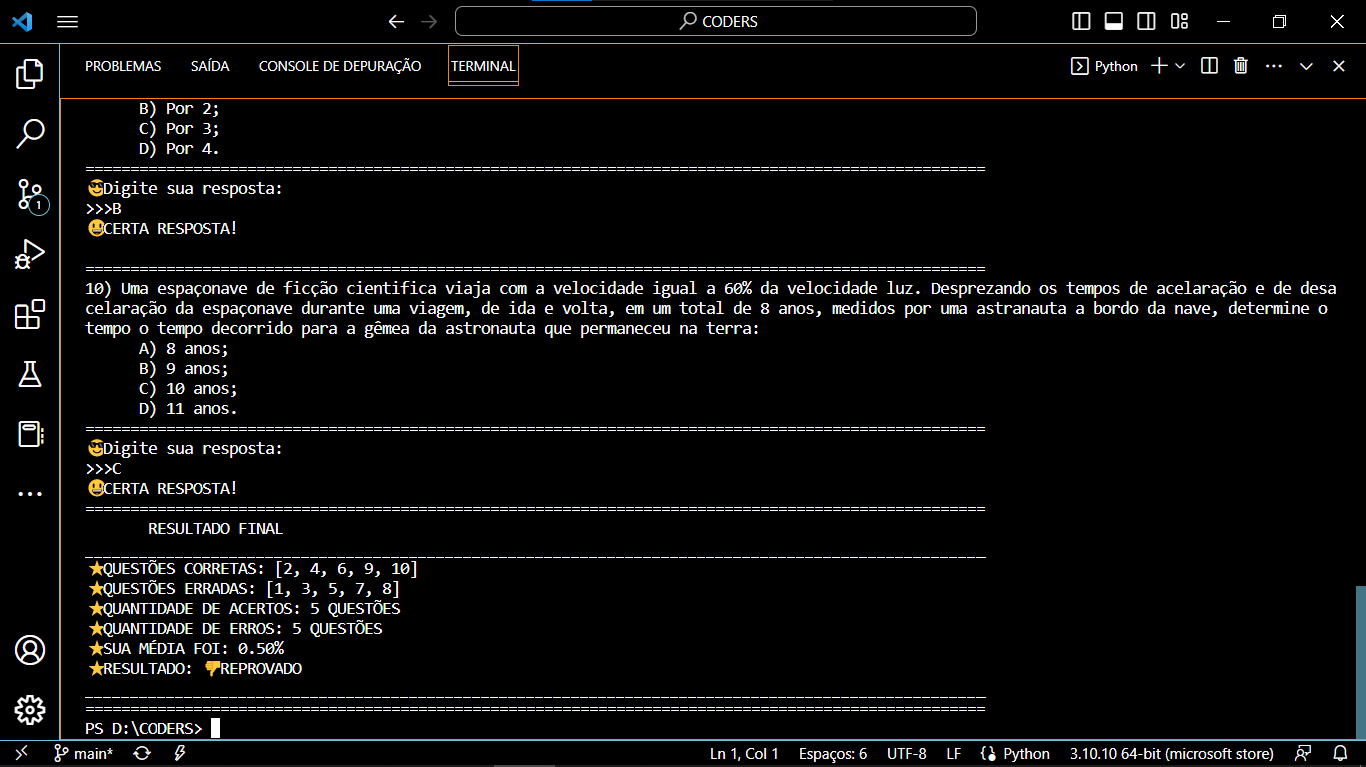 CODERS
PROBLEMAS SAÍDA CONSOLE DE DEPURAÇÃO TERMINAL Python
B) Por 2;
C) Por 3;
D) Por 4.
====================================================================================================
😎Digite sua resposta:
>>>B
😃CERTA RESPOSTA!
====================================================================================================
10) Uma espaçonave de ficção cientifica viaja com a velocidade igual a 60% da velocidade luz. Desprezando os tempos de acelaração e de desa
celaração da espaçonave durante uma viagem, de ida e volta, em um total de 8 anos, medidos por uma astranauta a bordo da nave, determine o
tempo o tempo decorrido para a gêmea da astronauta que permaneceu na terra:
A) 8 anos;
B) 9 anos;
C) 10 anos;
D) 11 anos.
====================================================================================================
😎Digite sua resposta:
>>>C
😃CERTA RESPOSTA!
====================================================================================================
RESULTADO FINAL
____________________________________________________________________________________________________
⭐QUESTÕES CORRETAS: [2, 4, 6, 9, 10]
⭐QUESTÕES ERRADAS: [1, 3, 5, 7, 8]
⭐QUANTIDADE DE ACERTOS: 5 QUESTÕES
⭐QUANTIDADE DE ERROS: 5 QUESTÕES
⭐SUA MÉDIA FOI: 0.50%
⭐RESULTADO: 👎REPROVADO
____________________________________________________________________________________________________
====================================================================================================
PS D:\CODERS>
1
main* Ln 1, Col 1 Espaços: 6 UTF-8 LF Python 3.10.10 64-bit (microsoft store)